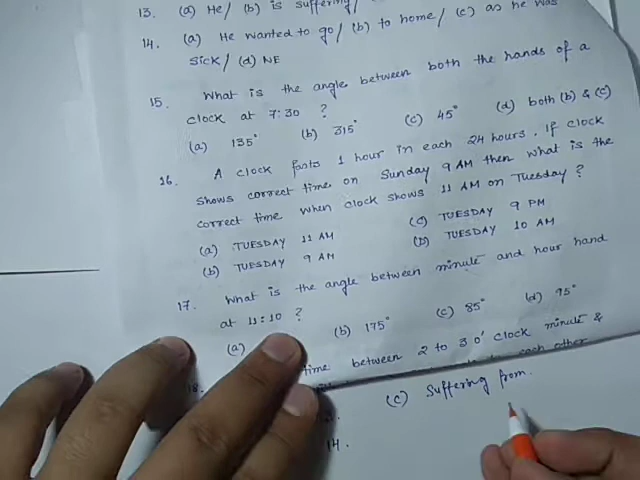 13. (a) He/ (b) is suffering/
14. (a) He wanted to go/ (b) to home/ (c) as he was
sick/ (d) NE
15. What is the angle between both the hands of a
clock at 7:30 ?
(a) 135° (b) 315° (c) 45° (d) both (b) & (c)
16. A clock fasts 1 hour in each 24 hours. If clock
shows correct time on Sunday 9 AM then what is the
correct time when clock shows 11 AM on Tuesday ?
(a) TUESDAY 11 AM (c) TUESDAY 9 PM
(b) TUESDAY 9 AM (D) TUESDAY 10 AM
17. What is the angle between minute and hour hand
at 11:10 ?
(a) (b) 175° (c) 85° (d) 95°
18. time between 2 to 3 0' clock minute &
each other
(c) Suffering from.
14.